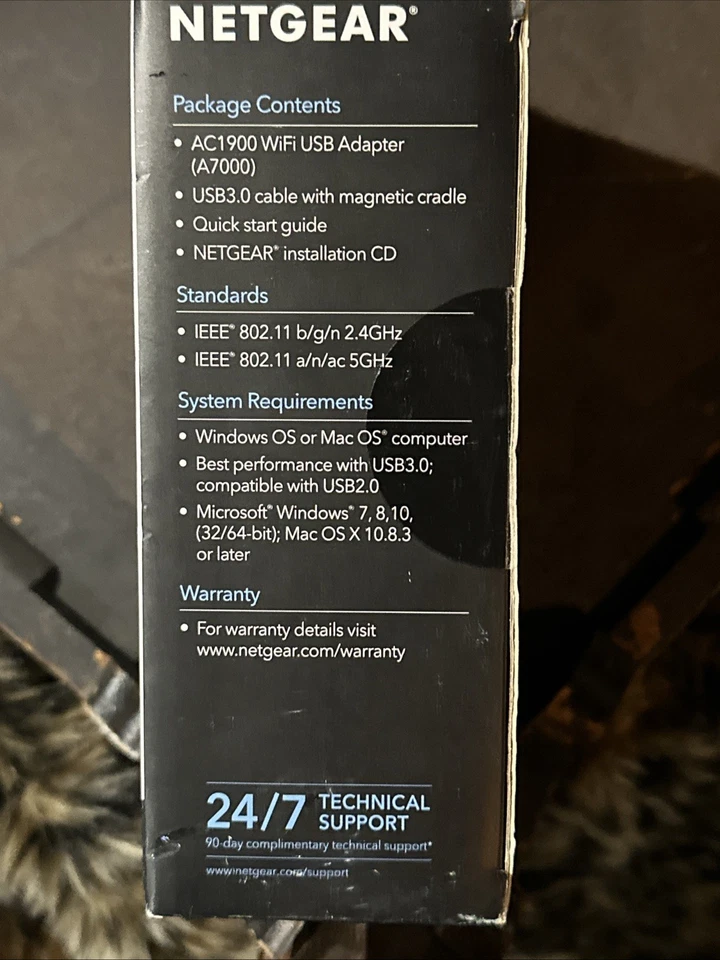 NETGEAR®
Package Contents
• AC1900 WiFi USB Adapter
(A7000)
• USB3.0 cable with magnetic cradle
• Quick start guide
• NETGEAR® installation CD
Standards
• IEEE® 802.11 b/g/n 2.4GHz
• IEEE® 802.11 a/n/ac 5GHz
System Requirements
• Windows OS or Mac OS® computer
• Best performance with USB3.0;
compatible with USB2.0
• Microsoft® Windows® 7, 8,10,
(32/64-bit); Mac OS X 10.8.3
or later
Warranty
• For warranty details visit
www.netgear.com/warranty
24/7 TECHNICAL
SUPPORT
90-day complimentary technical support*
www.netgear.com/support